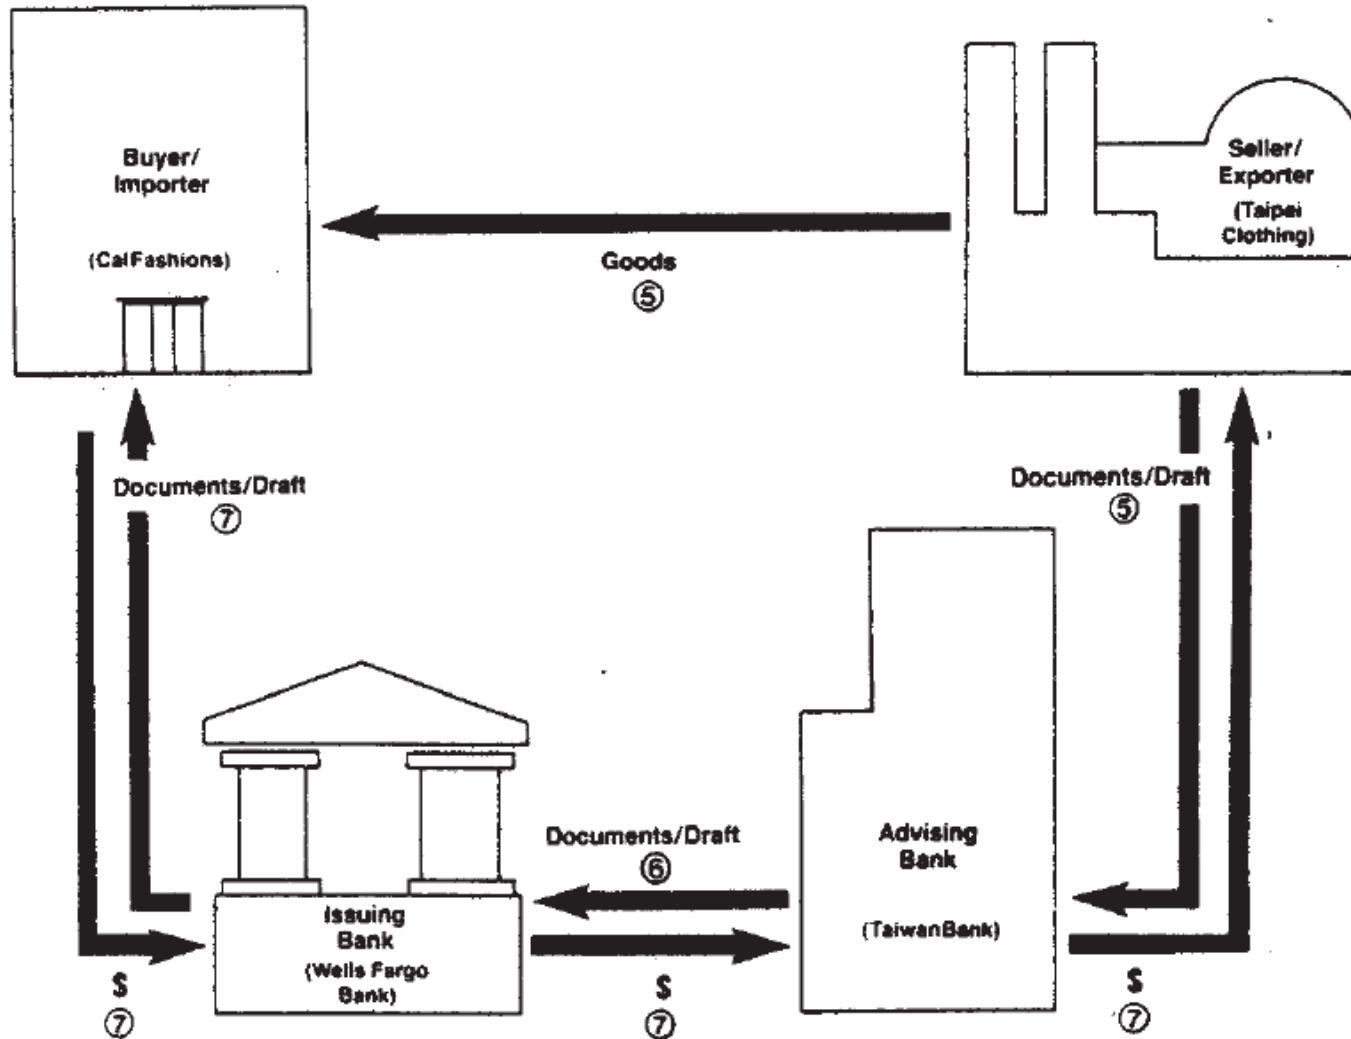 Buyer/
Importer
(CalFashions)
Seller/
Exporter
(Taipei
Clothing)
Goods
⑤
Documents/Draft
⑦
Documents/Draft
⑤
Documents/Draft
⑥
Issuing
Bank
(Wells Fargo
Bank)
Advising
Bank
(TaiwanBank)
$
⑦
$
⑦
$
⑦